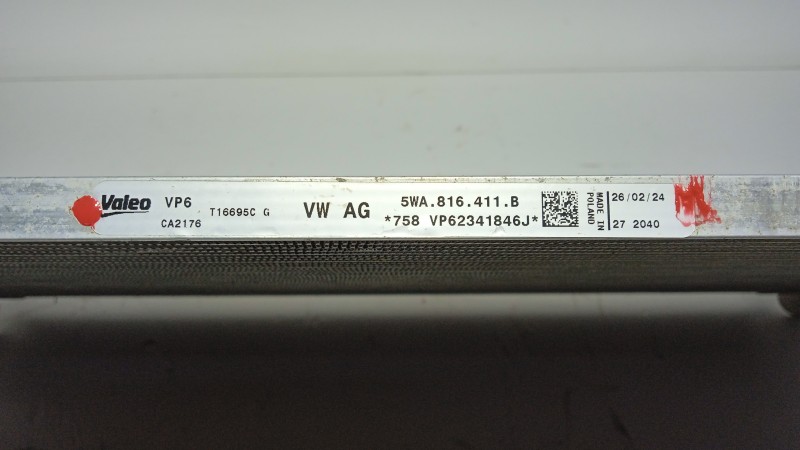 Valeo VP6
CA2176
T16695C G
VW AG
5WA.816.411.B
*758 VP62341846J*
MADE IN
POLAND
26/02/24
27 2040